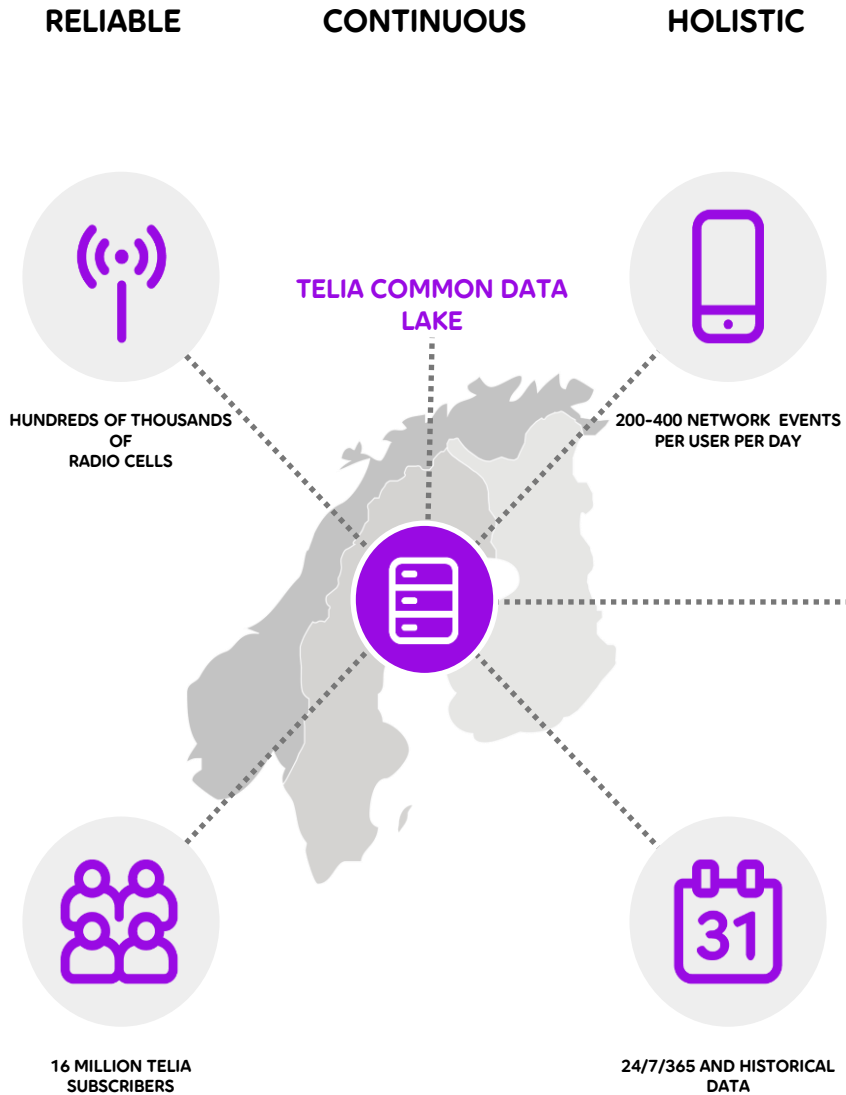 RELIABLE
CONTINUOUS
HOLISTIC
TELIA COMMON DATA
LAKE
HUNDREDS OF THOUSANDS
OF
RADIO CELLS
200-400 NETWORK EVENTS
PER USER PER DAY
31
16 MILLION TELIA
SUBSCRIBERS
24/7/365 AND HISTORICAL
DATA